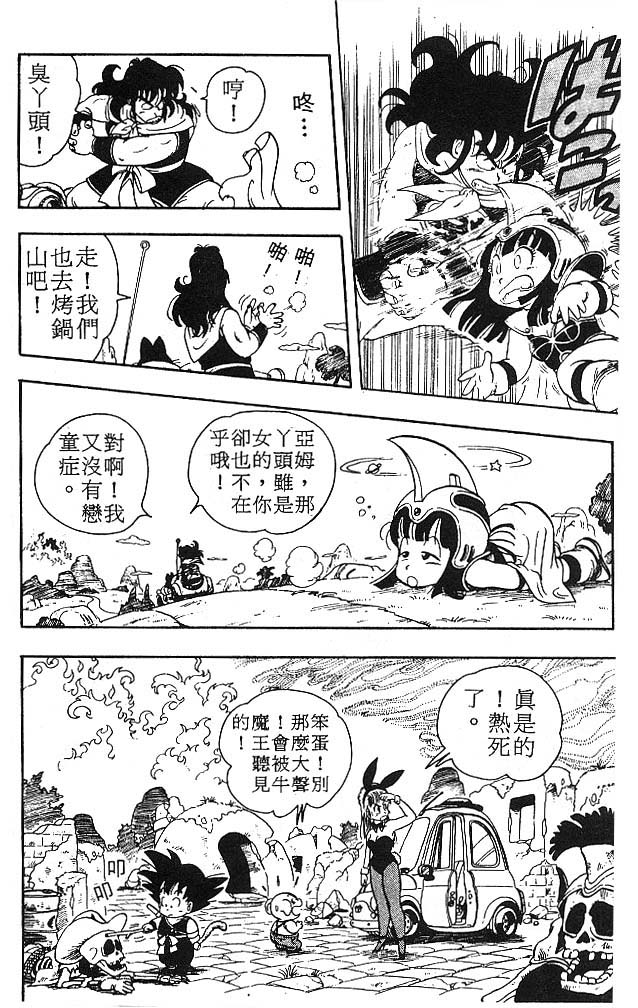 ばこ
咚…
哼！
臭丫頭！
啪！
啪！
走！我們
也去烤鍋
山吧！
亞姆，那
丫頭雖是
女的，你
卻也不在
乎哦！
對啊！我
又沒有戀
童症。
眞是的
！熱死
了。
笨蛋！別
那麼大聲
！會被牛
魔王聽見
的！
叩
叩